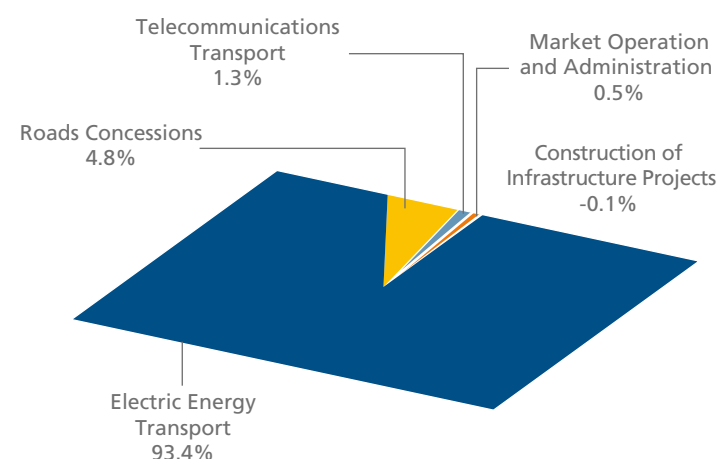 Telecommunications
Transport
1.3%
Market Operation
and Administration
0.5%
Roads Concessions
4.8%
Construction of
Infrastructure Projects
-0.1%
Electric Energy
Transport
93.4%